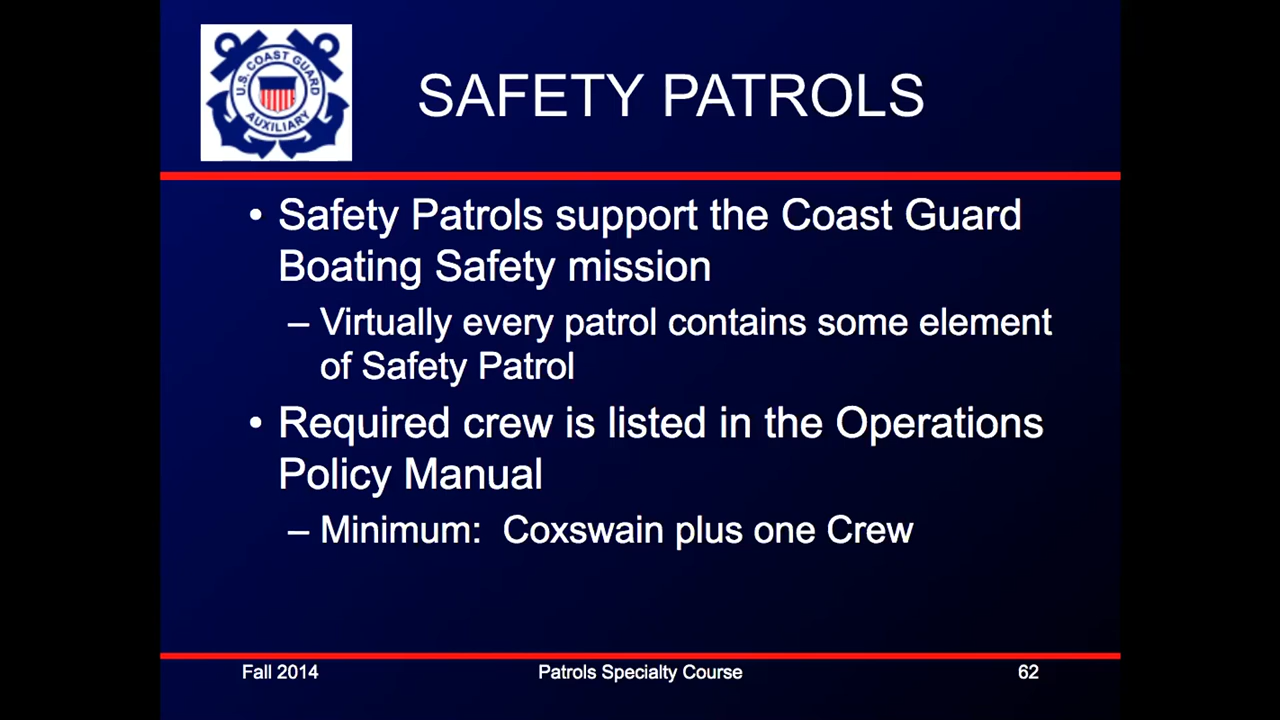 U.S. COAST GUARD
AUXILIARY
SAFETY PATROLS
• Safety Patrols support the Coast Guard
Boating Safety mission
– Virtually every patrol contains some element
of Safety Patrol
• Required crew is listed in the Operations
Policy Manual
– Minimum:  Coxswain plus one Crew
Fall 2014
Patrols Specialty Course
62